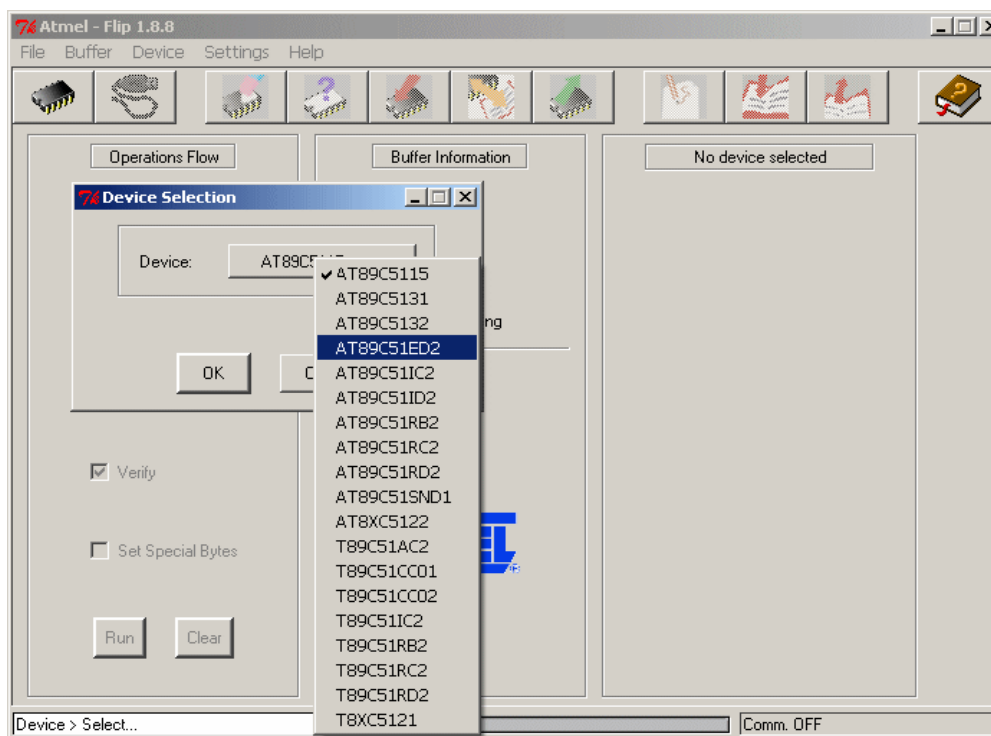 Atmel - Flip 1.8.8
File Buffer Device Settings Help
Operations Flow
Buffer Information
No device selected
Device Selection
Device:
AT89C5115
AT89C5131
AT89C5132
ng
AT89C51ED2
OK
C
AT89C51IC2
AT89C51ID2
AT89C51RB2
AT89C51RC2
Verify
AT89C51RD2
AT89C51SND1
AT8XC5122
Set Special Bytes
T89C51AC2
T89C51CC01
T89C51CC02
T89C51IC2
Run
Clear
T89C51RB2
T89C51RC2
T89C51RD2
T8XC5121
Device > Select...
Comm. OFF